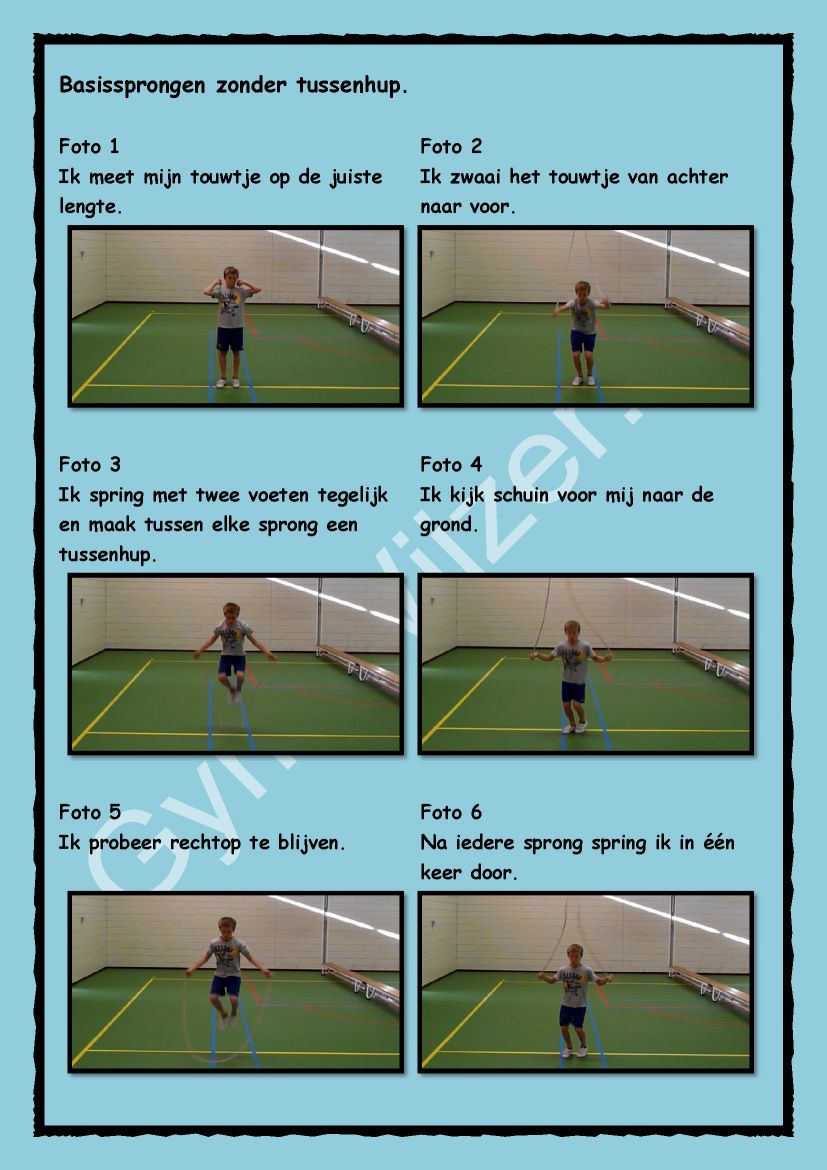 Basissprongen zonder tussenhup.
Foto 1
Ik meet mijn touwtje op de juiste
lengte.
Foto 2
Ik zwaai het touwtje van achter
naar voor.
Foto 3
Ik spring met twee voeten tegelijk
en maak tussen elke sprong een
tussenhup.
Foto 4
Ik kijk schuin voor mij naar de
grond.
Foto 5
Ik probeer rechtop te blijven.
Foto 6
Na iedere sprong spring ik in één
keer door.